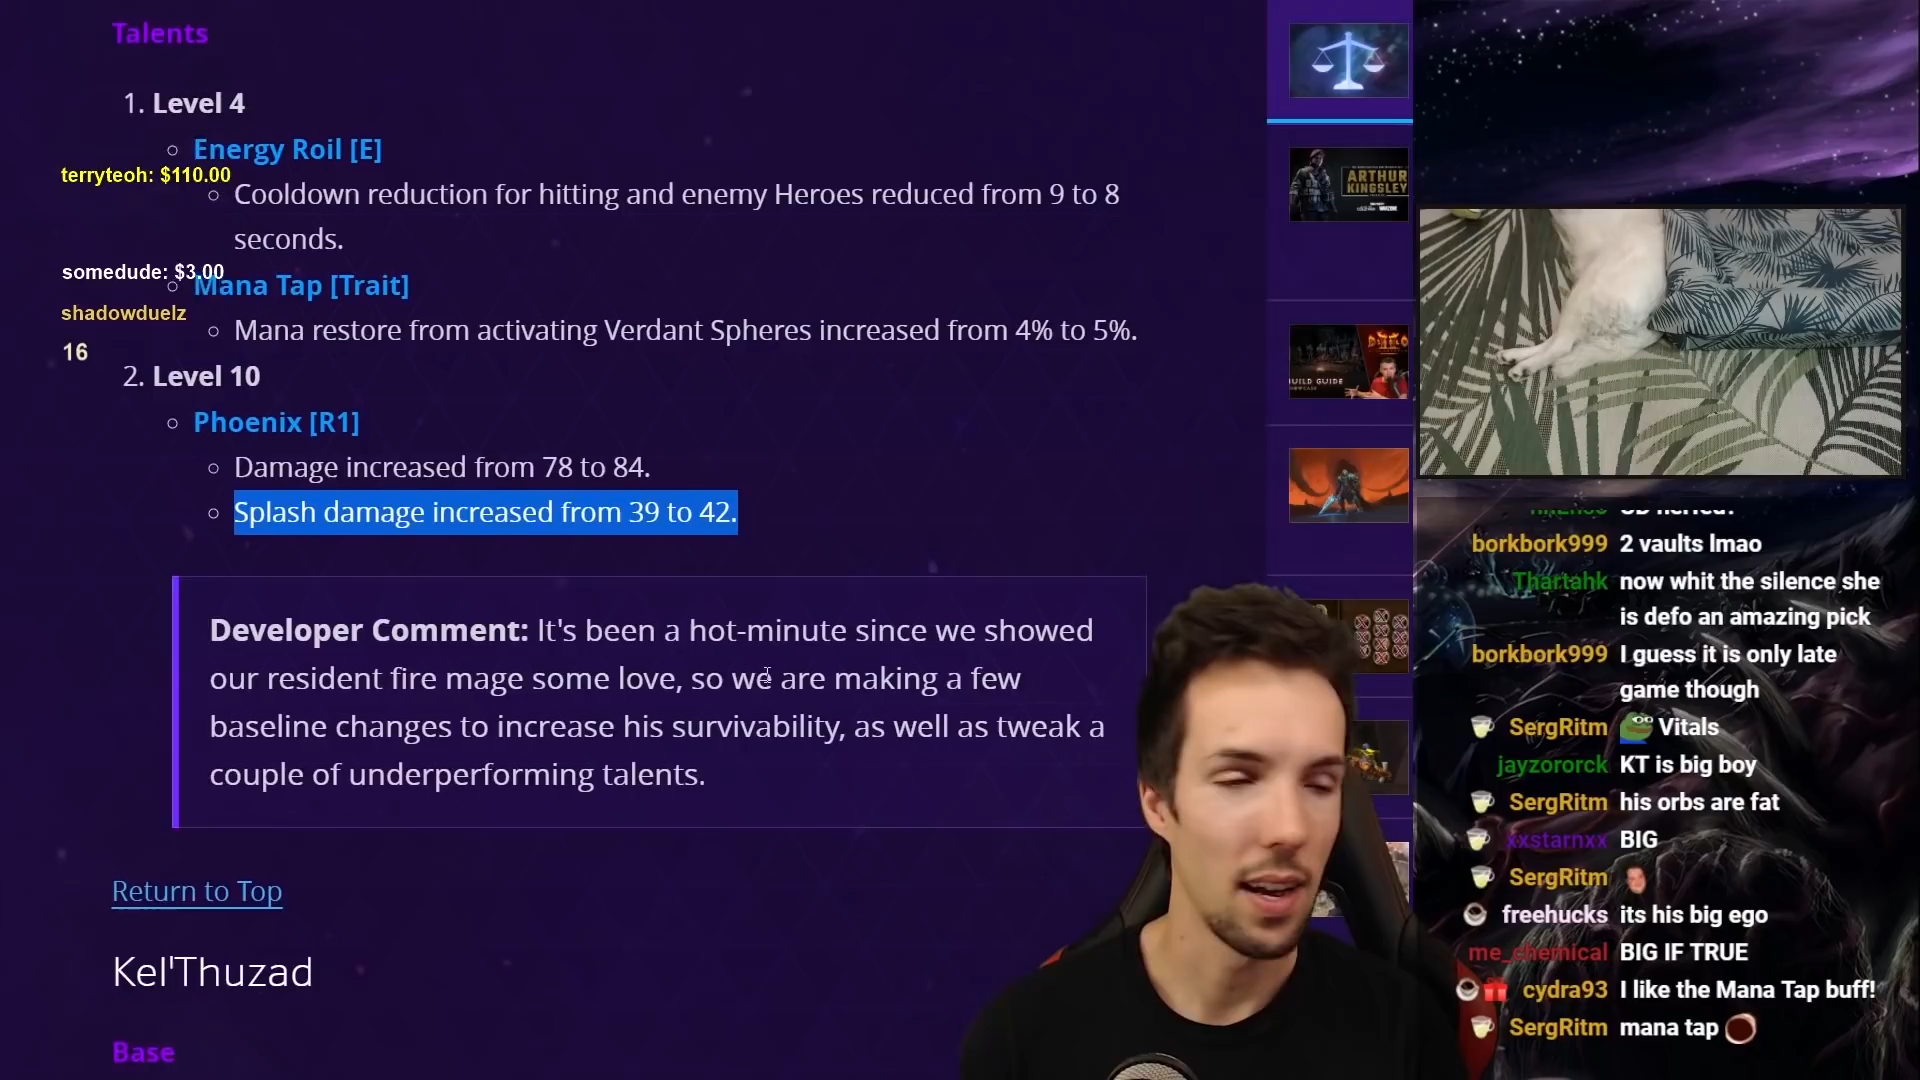 Talents
1. Level 4
Energy Roil [E]
terryteoh: $110.00
Cooldown reduction for hitting and enemy Heroes reduced from 9 to 8
seconds.
somedude: $3.00
Mana Tap [Trait]
shadowduelz
Mana restore from activating Verdant Spheres increased from 4% to 5%.
16
2. Level 10
Phoenix [R1]
Damage increased from 78 to 84.
Splash damage increased from 39 to 42.
Developer Comment: It's been a hot-minute since we showed
our resident fire mage some love, so we are making a few
baseline changes to increase his survivability, as well as tweak a
couple of underperforming talents.
Return to Top
Kel'Thuzad
Base
ARTHUR
KINGSLEY
BUILD GUIDE
borkbork999 2 vaults lmao
Thartahk now whit the silence she
is defo an amazing pick
borkbork999 I guess it is only late
game though
SergRitm Vitals
jayzororck KT is big boy
SergRitm his orbs are fat
xxstarnxx BIG
SergRitm
freehucks its his big ego
me_chemical BIG IF TRUE
cydra93 I like the Mana Tap buff!
SergRitm mana tap